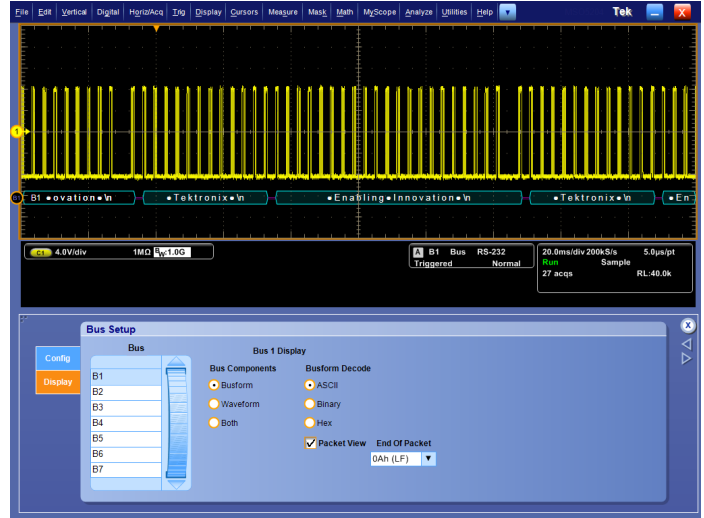 File Edit Vertical Digital Horiz/Acq Trig Display Cursors Measure Mask Math MyScope Analyze Utilities Help Tek X
1
B1 B1 •ovation•\n •Tektronix•\n •Enabling•Innovation•\n •Tektronix•\n •En
C1 4.0V/div 1MΩ BW:1.0G
A B1 Bus RS-232
Triggered Normal
20.0ms/div 200kS/s 5.0µs/pt
Run Sample
27 acqs RL:40.0k
Bus Setup X
Config
Display
Bus
B1
B2
B3
B4
B5
B6
B7
Bus 1 Display
Bus Components
Busform
Waveform
Both
Busform Decode
ASCII
Binary
Hex
Packet View End Of Packet
0Ah (LF)